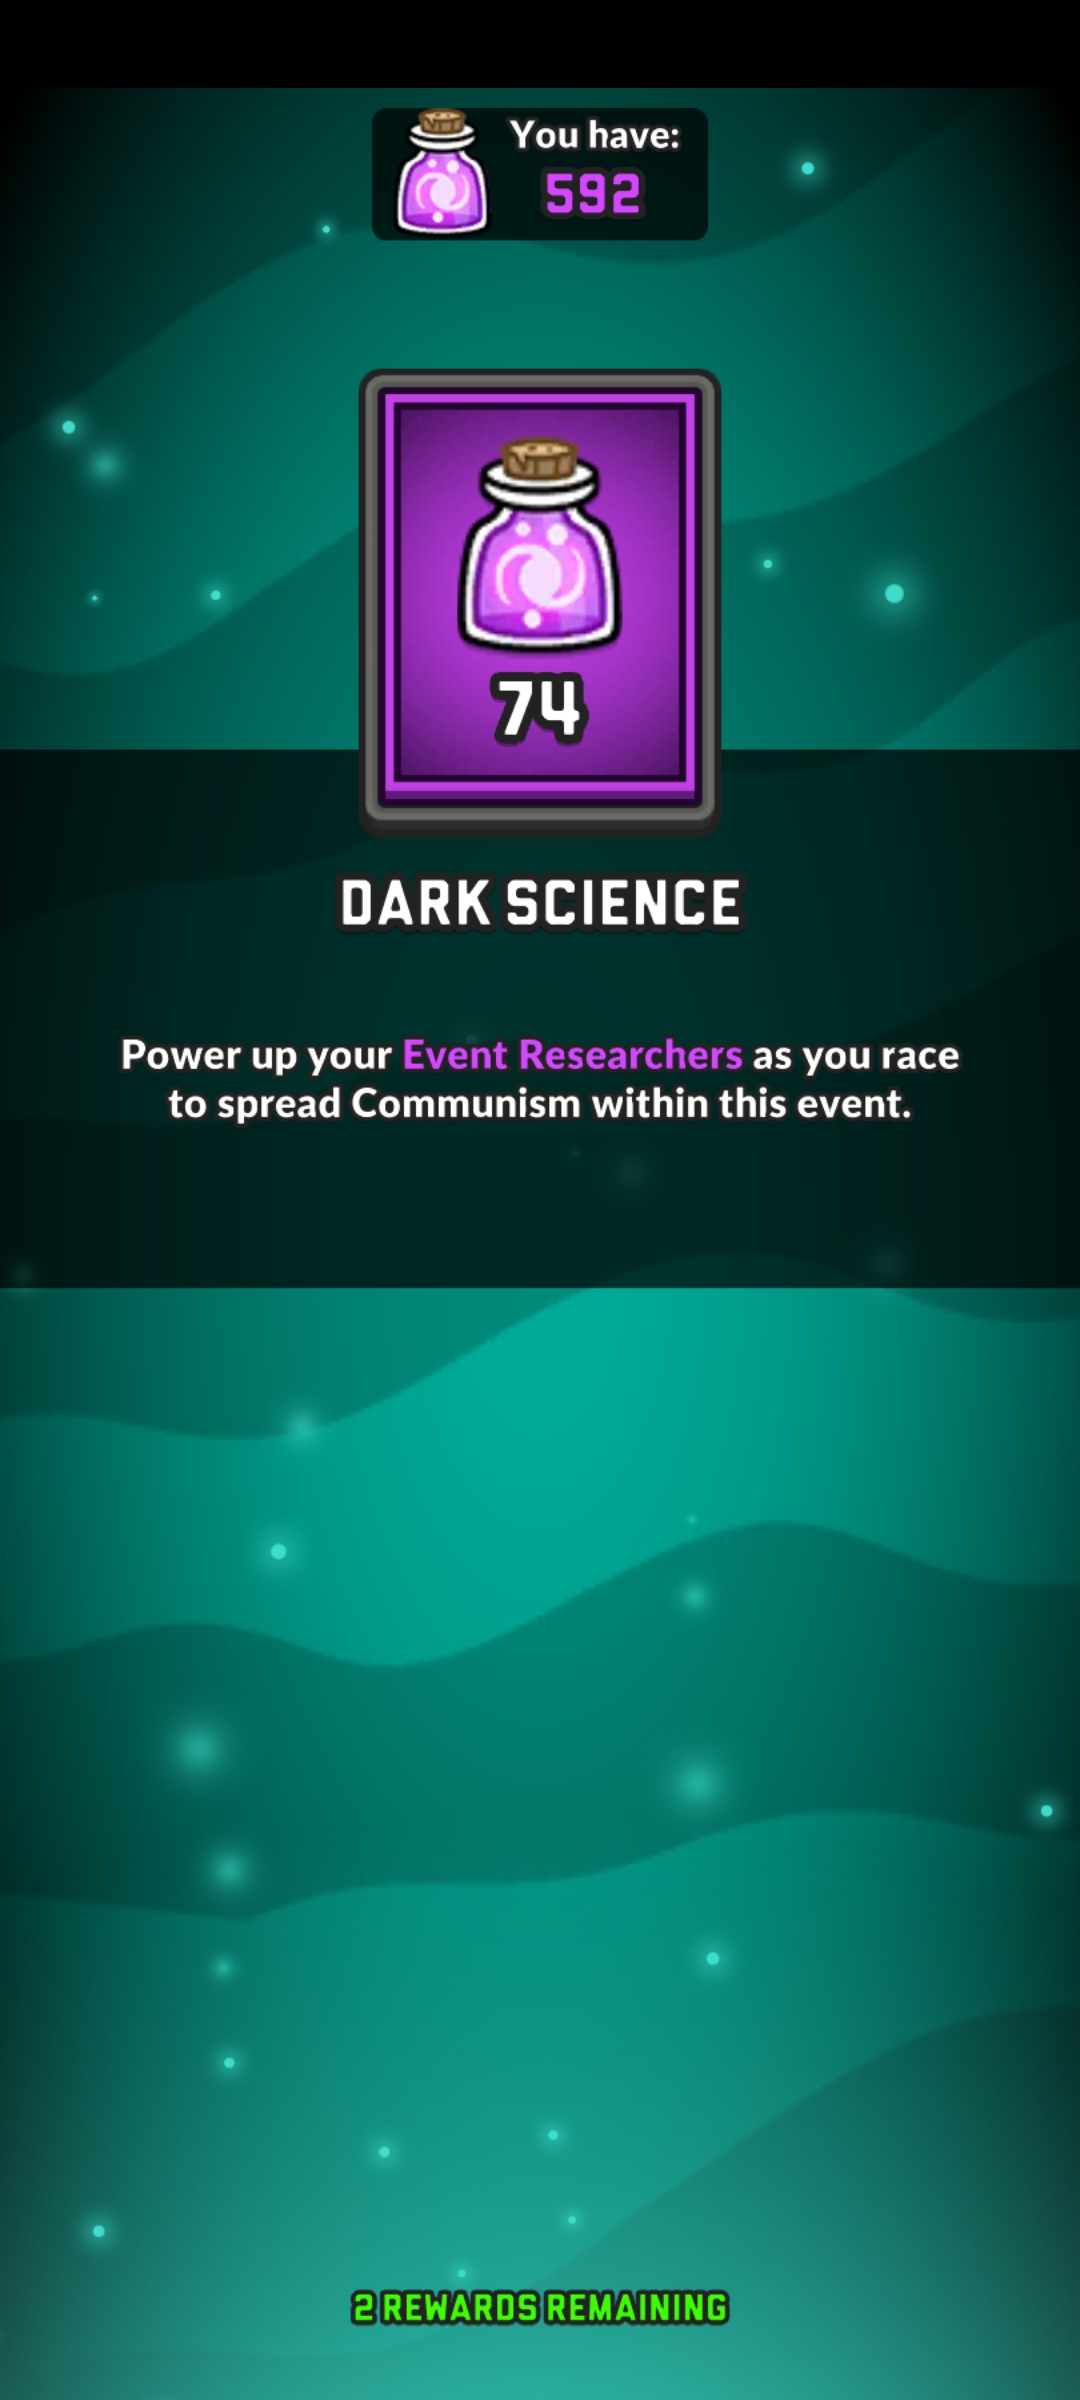 You have:
592
74
DARK SCIENCE
Power up your Event Researchers as you race
to spread Communism within this event.
2 REWARDS REMAINING